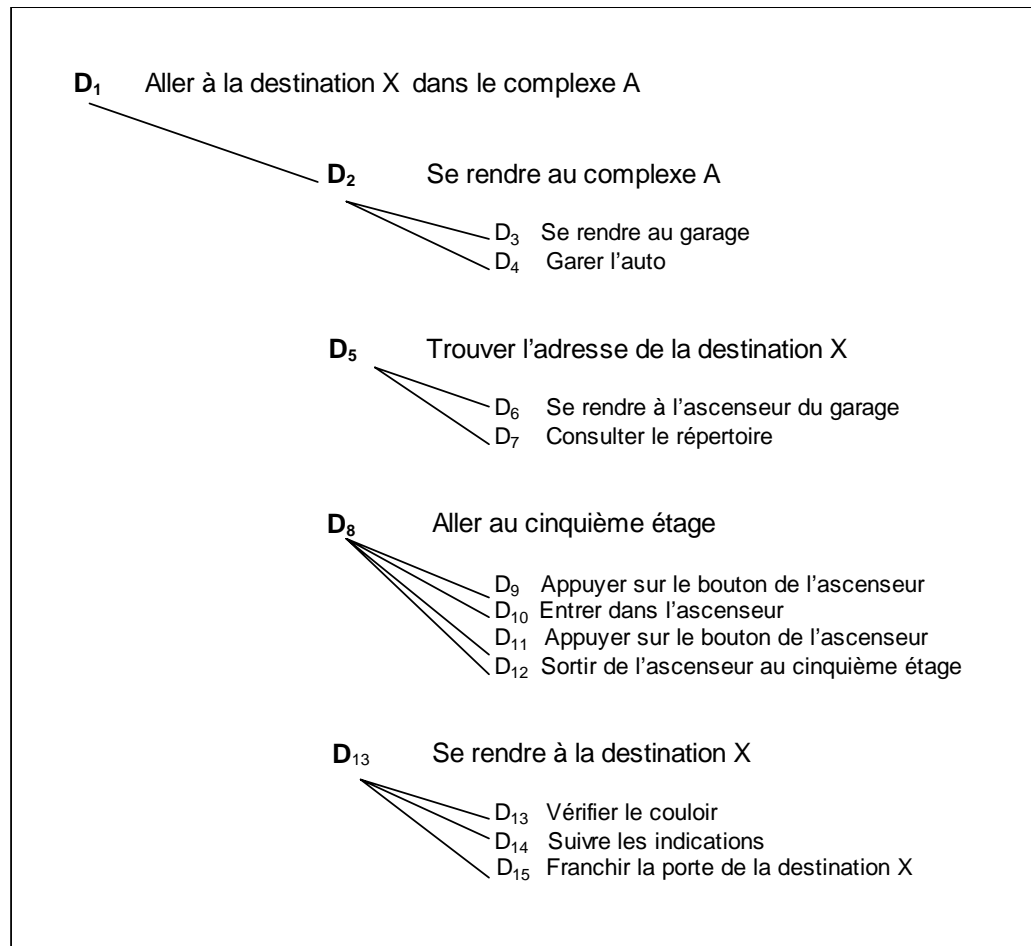 D1 Aller à la destination X dans le complexe A
D2 Se rendre au complexe A
D3 Se rendre au garage
D4 Garer l’auto
D5 Trouver l’adresse de la destination X
D6 Se rendre à l’ascenseur du garage
D7 Consulter le répertoire
D8 Aller au cinquième étage
D9 Appuyer sur le bouton de l’ascenseur
D10 Entrer dans l’ascenseur
D11 Appuyer sur le bouton de l’ascenseur
D12 Sortir de l’ascenseur au cinquième étage
D13 Se rendre à la destination X
D13 Vérifier le couloir
D14 Suivre les indications
D15 Franchir la porte de la destination X